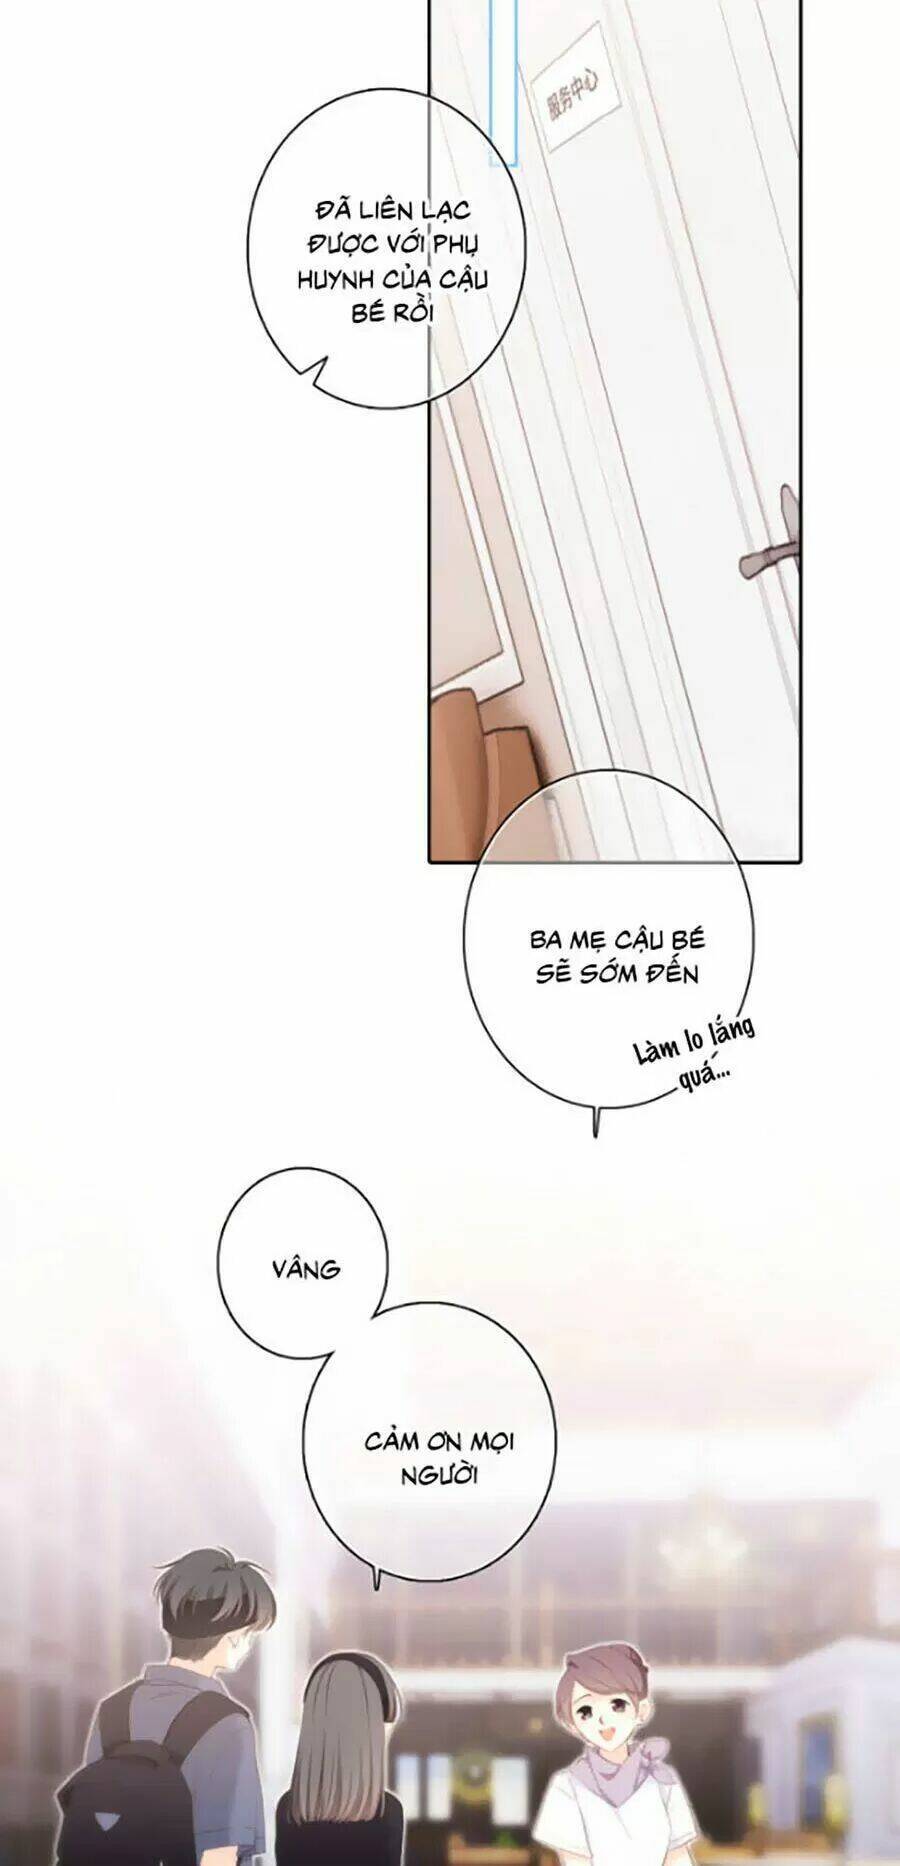 服务中心
ĐÃ LIÊN LẠC
ĐƯỢC VỚI PHỤ
HUYNH CỦA CẬU
BÉ RỒI
BA MẸ CẬU BÉ
SẼ SỚM ĐẾN
Làm lo lắng
quá...
VÂNG
CẢM ƠN MỌI
NGƯỜI